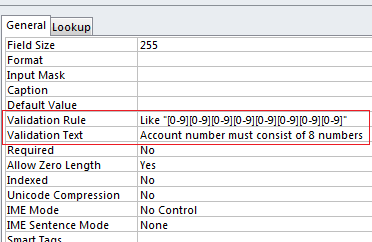 General Lookup
Field Size 255
Format
Input Mask
Caption
Default Value
Validation Rule Like "[0-9][0-9][0-9][0-9][0-9][0-9][0-9][0-9]"
Validation Text Account number must consist of 8 numbers
Required No
Allow Zero Length Yes
Indexed No
Unicode Compression No
IME Mode No Control
IME Sentence Mode None
Smart Tags